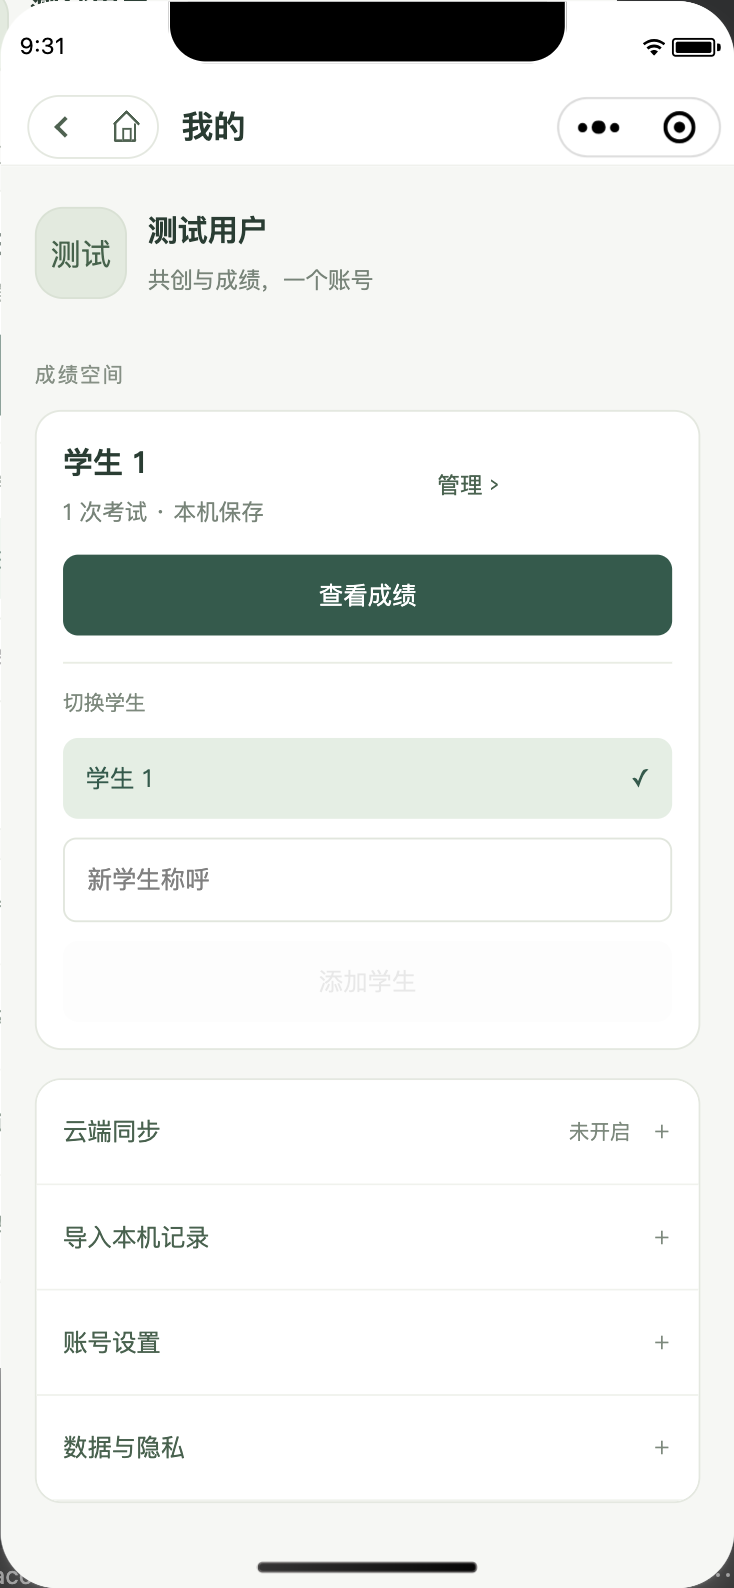 9:31
我的
测试
测试用户
共创与成绩，一个账号
成绩空间
学生 1
1 次考试 · 本机保存
管理 ›
查看成绩
切换学生
学生 1 ✓
新学生称呼
添加学生
云端同步 未开启 +
导入本机记录 +
账号设置 +
数据与隐私 +